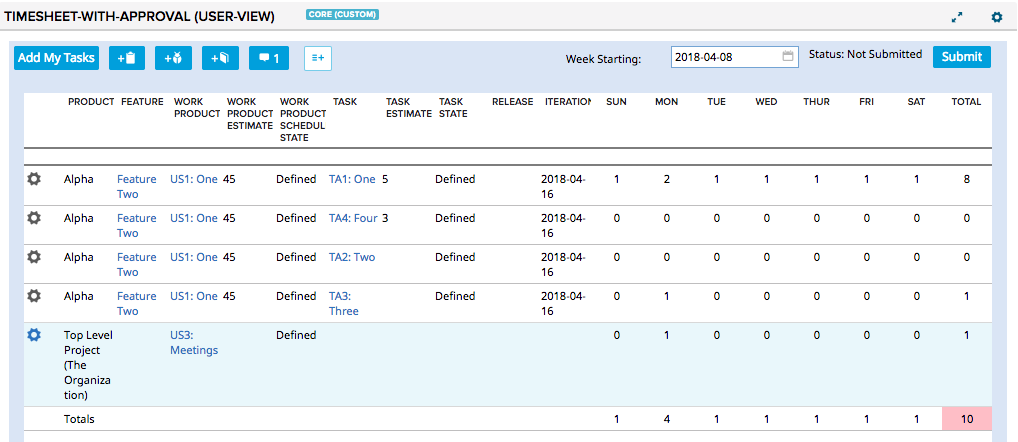 TIMESHEET-WITH-APPROVAL (USER-VIEW) CORE (CUSTOM)
Add My Tasks + + + 1 ≡+ Week Starting: 2018-04-08 Status: Not Submitted Submit
PRODUCT FEATURE WORK WORK WORK TASK TASK TASK RELEASE ITERATION SUN MON TUE WED THUR FRI SAT TOTAL
PRODUCT PRODUCT PRODUCT ESTIMATE STATE
ESTIMATE SCHEDUL
STATE
Alpha Feature US1: One 45 Defined TA1: One 5 Defined 2018-04- 1 2 1 1 1 1 1 8
Two 16
Alpha Feature US1: One 45 Defined TA4: Four 3 Defined 2018-04- 0 0 0 0 0 0 0 0
Two 16
Alpha Feature US1: One 45 Defined TA2: Two Defined 2018-04- 0 0 0 0 0 0 0 0
Two 16
Alpha Feature US1: One 45 Defined TA3: Defined 2018-04- 0 1 0 0 0 0 0 1
Two Three 16
Top Level US3: Defined 0 1 0 0 0 0 0 1
Project Meetings
(The
Organiza
tion)
Totals 1 4 1 1 1 1 1 10